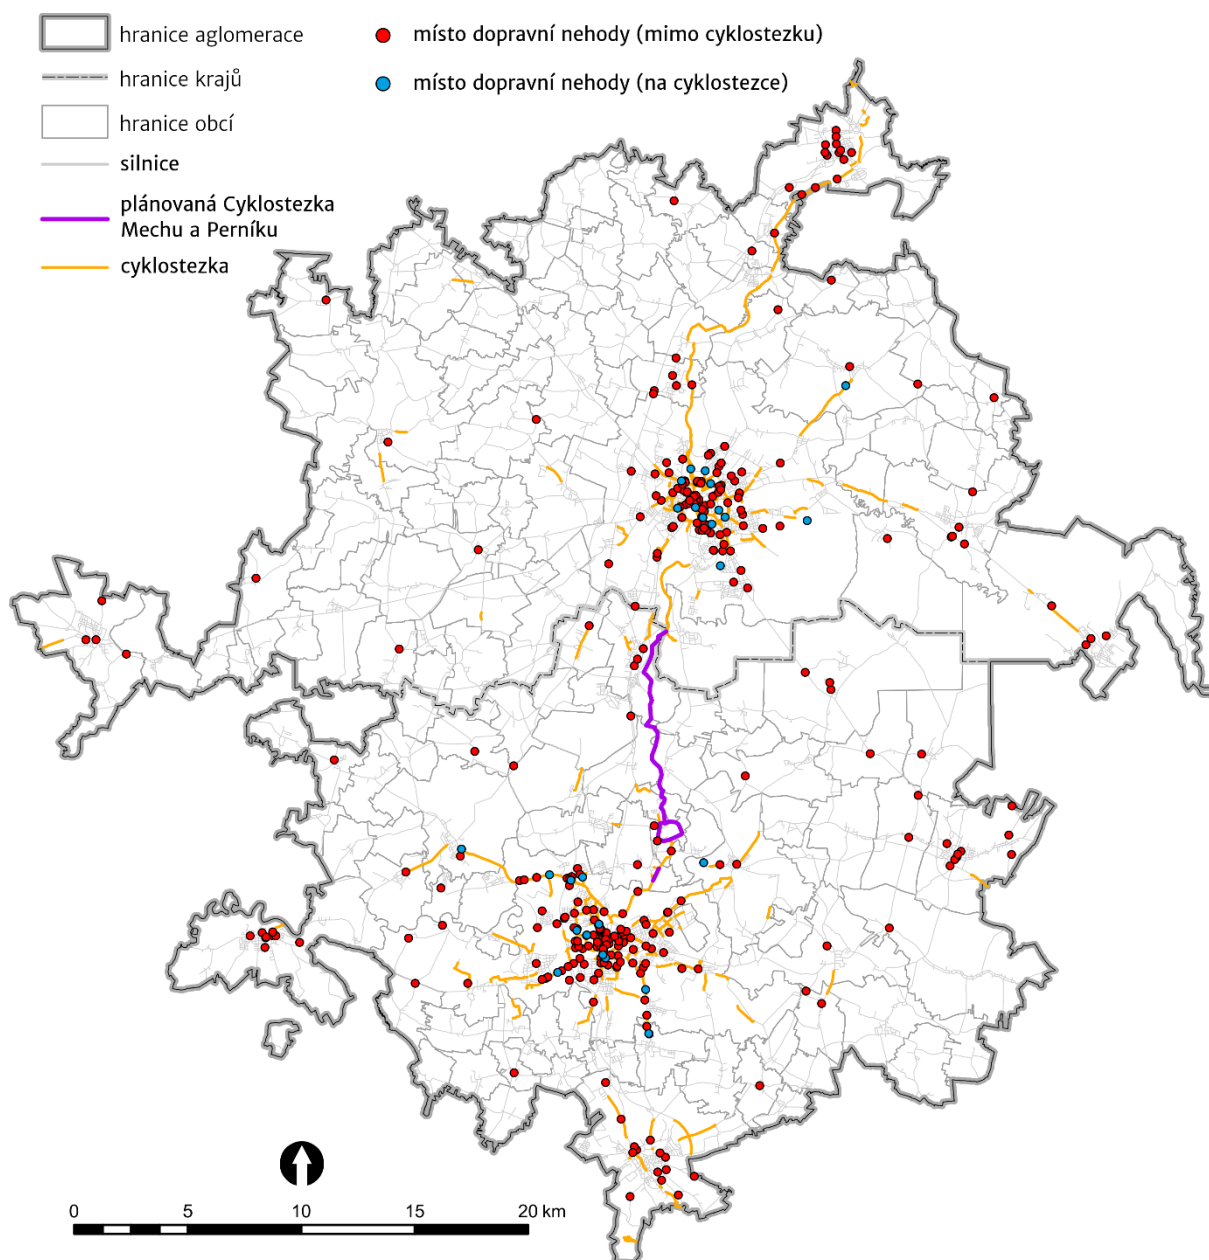 hranice aglomerace
hranice krajů
hranice obcí
silnice
plánovaná Cyklostezka
Mechu a Perníku
cyklostezka
místo dopravní nehody (mimo cyklostezku)
místo dopravní nehody (na cyklostezce)
0 5 10 15 20 km